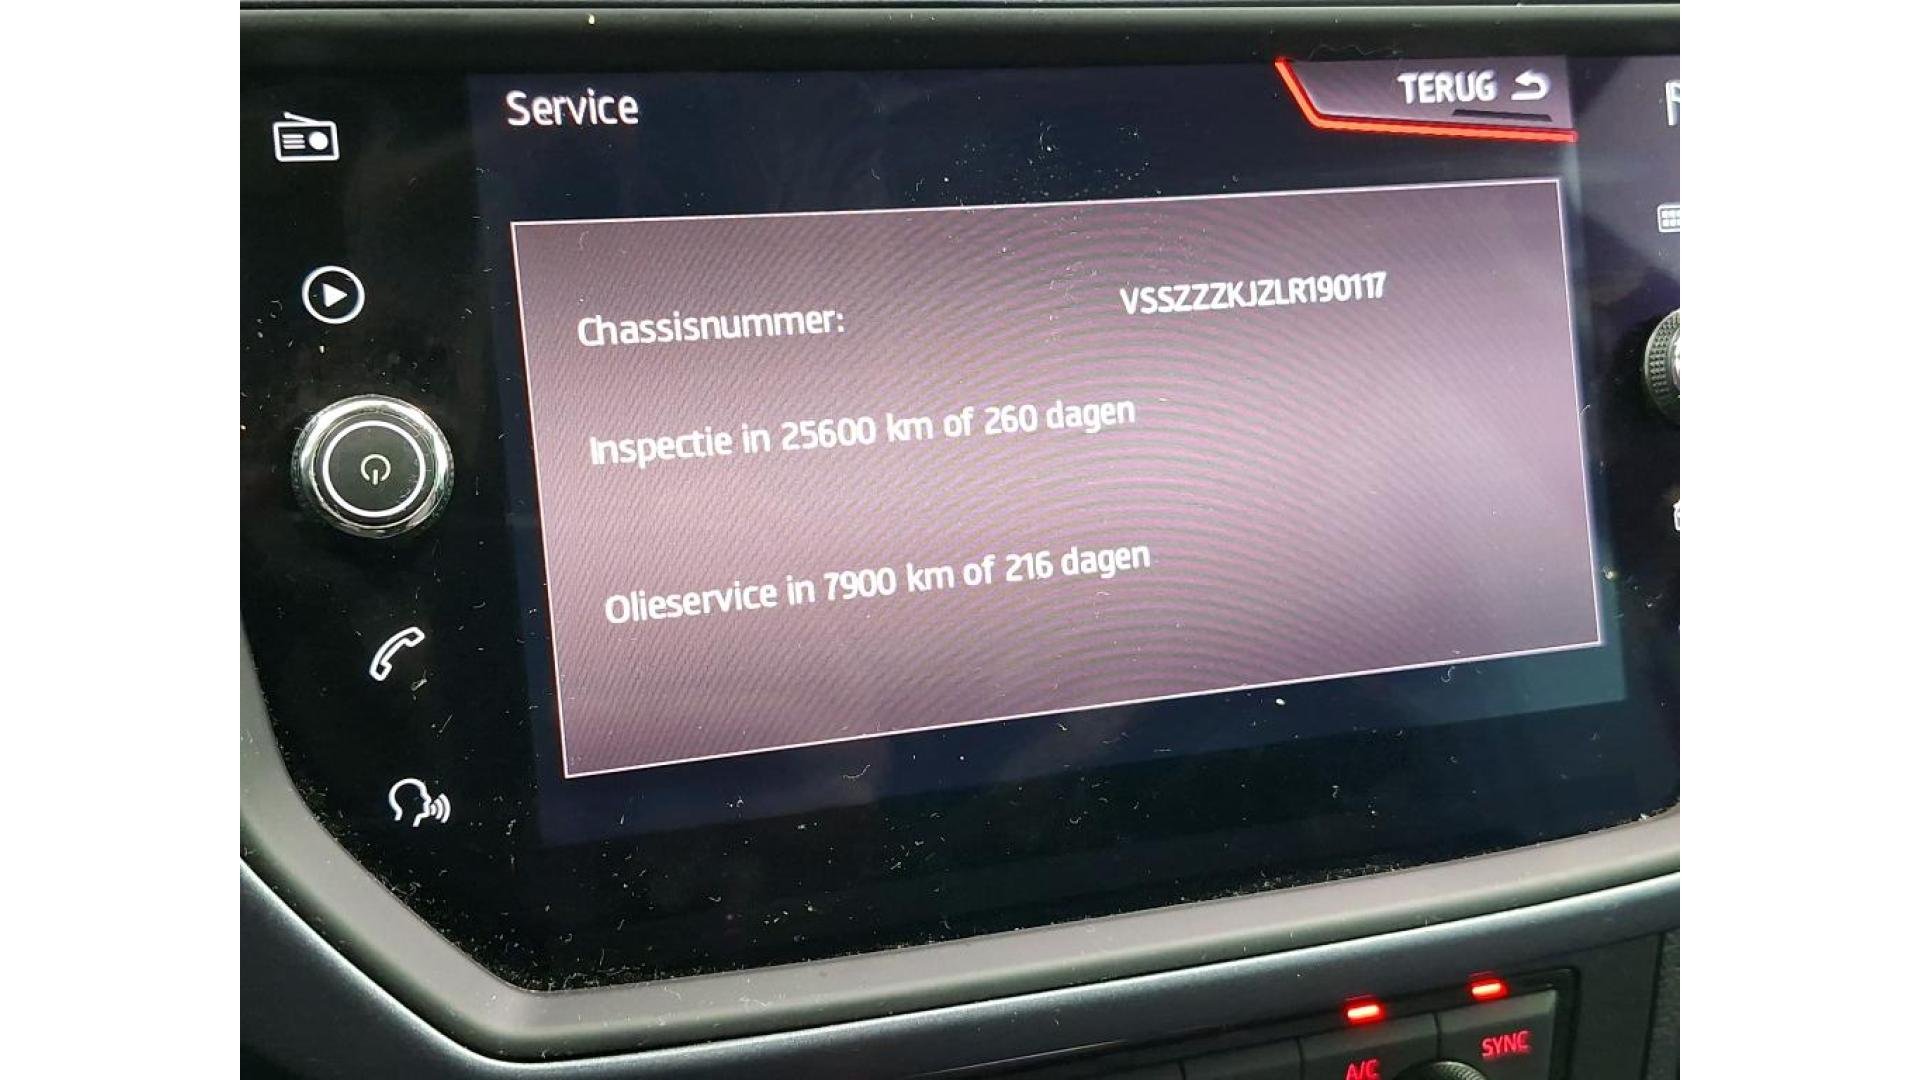 Service
TERUG
Chassisnummer: VSSZZZKJZLR190117
Inspectie in 25600 km of 260 dagen
Olieservice in 7900 km of 216 dagen
A/C
SYNC